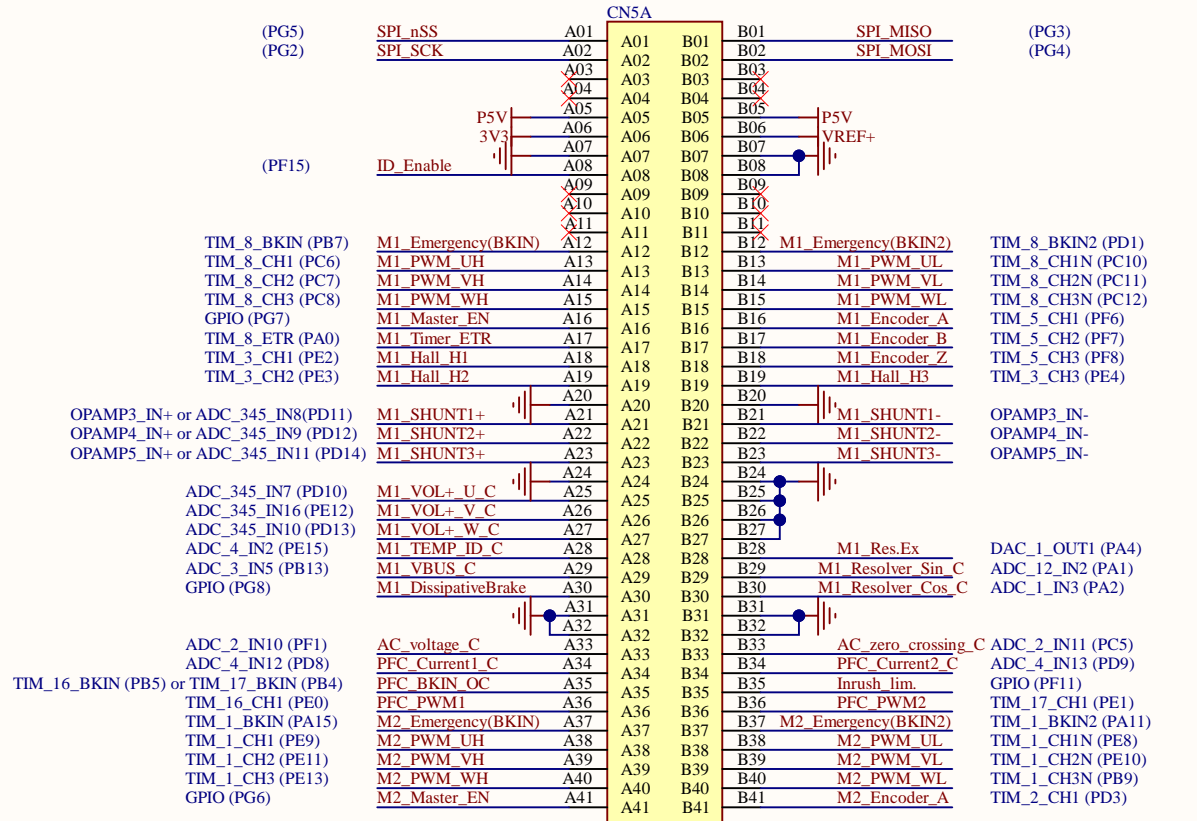 CN5A
(PG5) SPI_nSS A01 A01 B01 B01 SPI_MISO (PG3)
(PG2) SPI_SCK A02 A02 B02 B02 SPI_MOSI (PG4)
A03 A03 B03 B03
A04 A04 B04 B04
P5V A05 A05 B05 B05 P5V
3V3 A06 A06 B06 B06 VREF+
A07 A07 B07 B07
(PF15) ID_Enable A08 A08 B08 B08
A09 A09 B09 B09
A10 A10 B10 B10
A11 A11 B11 B11
TIM_8_BKIN (PB7) M1_Emergency(BKIN) A12 A12 B12 B12 M1_Emergency(BKIN2) TIM_8_BKIN2 (PD1)
TIM_8_CH1 (PC6) M1_PWM_UH A13 A13 B13 B13 M1_PWM_UL TIM_8_CH1N (PC10)
TIM_8_CH2 (PC7) M1_PWM_VH A14 A14 B14 B14 M1_PWM_VL TIM_8_CH2N (PC11)
TIM_8_CH3 (PC8) M1_PWM_WH A15 A15 B15 B15 M1_PWM_WL TIM_8_CH3N (PC12)
GPIO (PG7) M1_Master_EN A16 A16 B16 B16 M1_Encoder_A TIM_5_CH1 (PF6)
TIM_8_ETR (PA0) M1_Timer_ETR A17 A17 B17 B17 M1_Encoder_B TIM_5_CH2 (PF7)
TIM_3_CH1 (PE2) M1_Hall_H1 A18 A18 B18 B18 M1_Encoder_Z TIM_5_CH3 (PF8)
TIM_3_CH2 (PE3) M1_Hall_H2 A19 A19 B19 B19 M1_Hall_H3 TIM_3_CH3 (PE4)
A20 A20 B20 B20
OPAMP3_IN+ or ADC_345_IN8(PD11) M1_SHUNT1+ A21 A21 B21 B21 M1_SHUNT1- OPAMP3_IN-
OPAMP4_IN+ or ADC_345_IN9 (PD12) M1_SHUNT2+ A22 A22 B22 B22 M1_SHUNT2- OPAMP4_IN-
OPAMP5_IN+ or ADC_345_IN11 (PD14) M1_SHUNT3+ A23 A23 B23 B23 M1_SHUNT3- OPAMP5_IN-
A24 A24 B24 B24
ADC_345_IN7 (PD10) M1_VOL+_U_C A25 A25 B25 B25
ADC_345_IN16 (PE12) M1_VOL+_V_C A26 A26 B26 B26
ADC_345_IN10 (PD13) M1_VOL+_W_C A27 A27 B27 B27
ADC_4_IN2 (PE15) M1_TEMP_ID_C A28 A28 B28 B28 M1_Res.Ex DAC_1_OUT1 (PA4)
ADC_3_IN5 (PB13) M1_VBUS_C A29 A29 B29 B29 M1_Resolver_Sin_C ADC_12_IN2 (PA1)
GPIO (PG8) M1_DissipativeBrake A30 A30 B30 B30 M1_Resolver_Cos_C ADC_1_IN3 (PA2)
A31 A31 B31 B31
A32 A32 B32 B32
ADC_2_IN10 (PF1) AC_voltage_C A33 A33 B33 B33 AC_zero_crossing_C ADC_2_IN11 (PC5)
ADC_4_IN12 (PD8) PFC_Current1_C A34 A34 B34 B34 PFC_Current2_C ADC_4_IN13 (PD9)
TIM_16_BKIN (PB5) or TIM_17_BKIN (PB4) PFC_BKIN_OC A35 A35 B35 B35 Inrush_lim. GPIO (PF11)
TIM_16_CH1 (PE0) PFC_PWM1 A36 A36 B36 B36 PFC_PWM2 TIM_17_CH1 (PE1)
TIM_1_BKIN (PA15) M2_Emergency(BKIN) A37 A37 B37 B37 M2_Emergency(BKIN2) TIM_1_BKIN2 (PA11)
TIM_1_CH1 (PE9) M2_PWM_UH A38 A38 B38 B38 M2_PWM_UL TIM_1_CH1N (PE8)
TIM_1_CH2 (PE11) M2_PWM_VH A39 A39 B39 B39 M2_PWM_VL TIM_1_CH2N (PE10)
TIM_1_CH3 (PE13) M2_PWM_WH A40 A40 B40 B40 M2_PWM_WL TIM_1_CH3N (PB9)
GPIO (PG6) M2_Master_EN A41 A41 B41 B41 M2_Encoder_A TIM_2_CH1 (PD3)